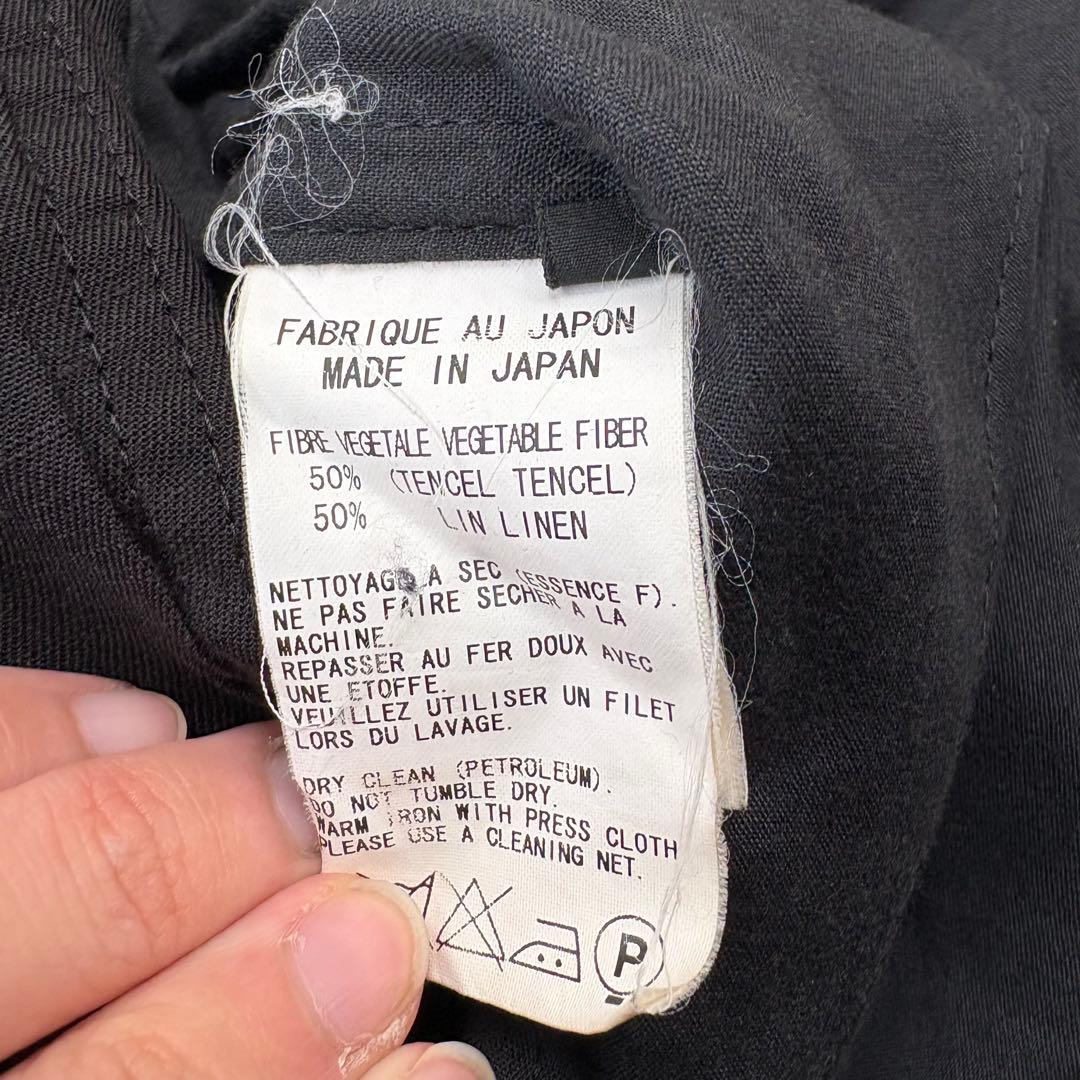 FABRIQUE AU JAPON
MADE IN JAPAN
FIBRE VEGETALE VEGETABLE FIBER
50% (TENCEL TENCEL)
50% LIN LINEN
NETTOYAGE A SEC (ESSENCE F).
NE PAS FAIRE SECHER A LA
MACHINE.
REPASSER AU FER DOUX AVEC
UNE ETOFFE.
VEUILLEZ UTILISER UN FILET
LORS DU LAVAGE.
DRY CLEAN (PETROLEUM).
DO NOT TUMBLE DRY.
WARM IRON WITH PRESS CLOTH
PLEASE USE A CLEANING NET.
P